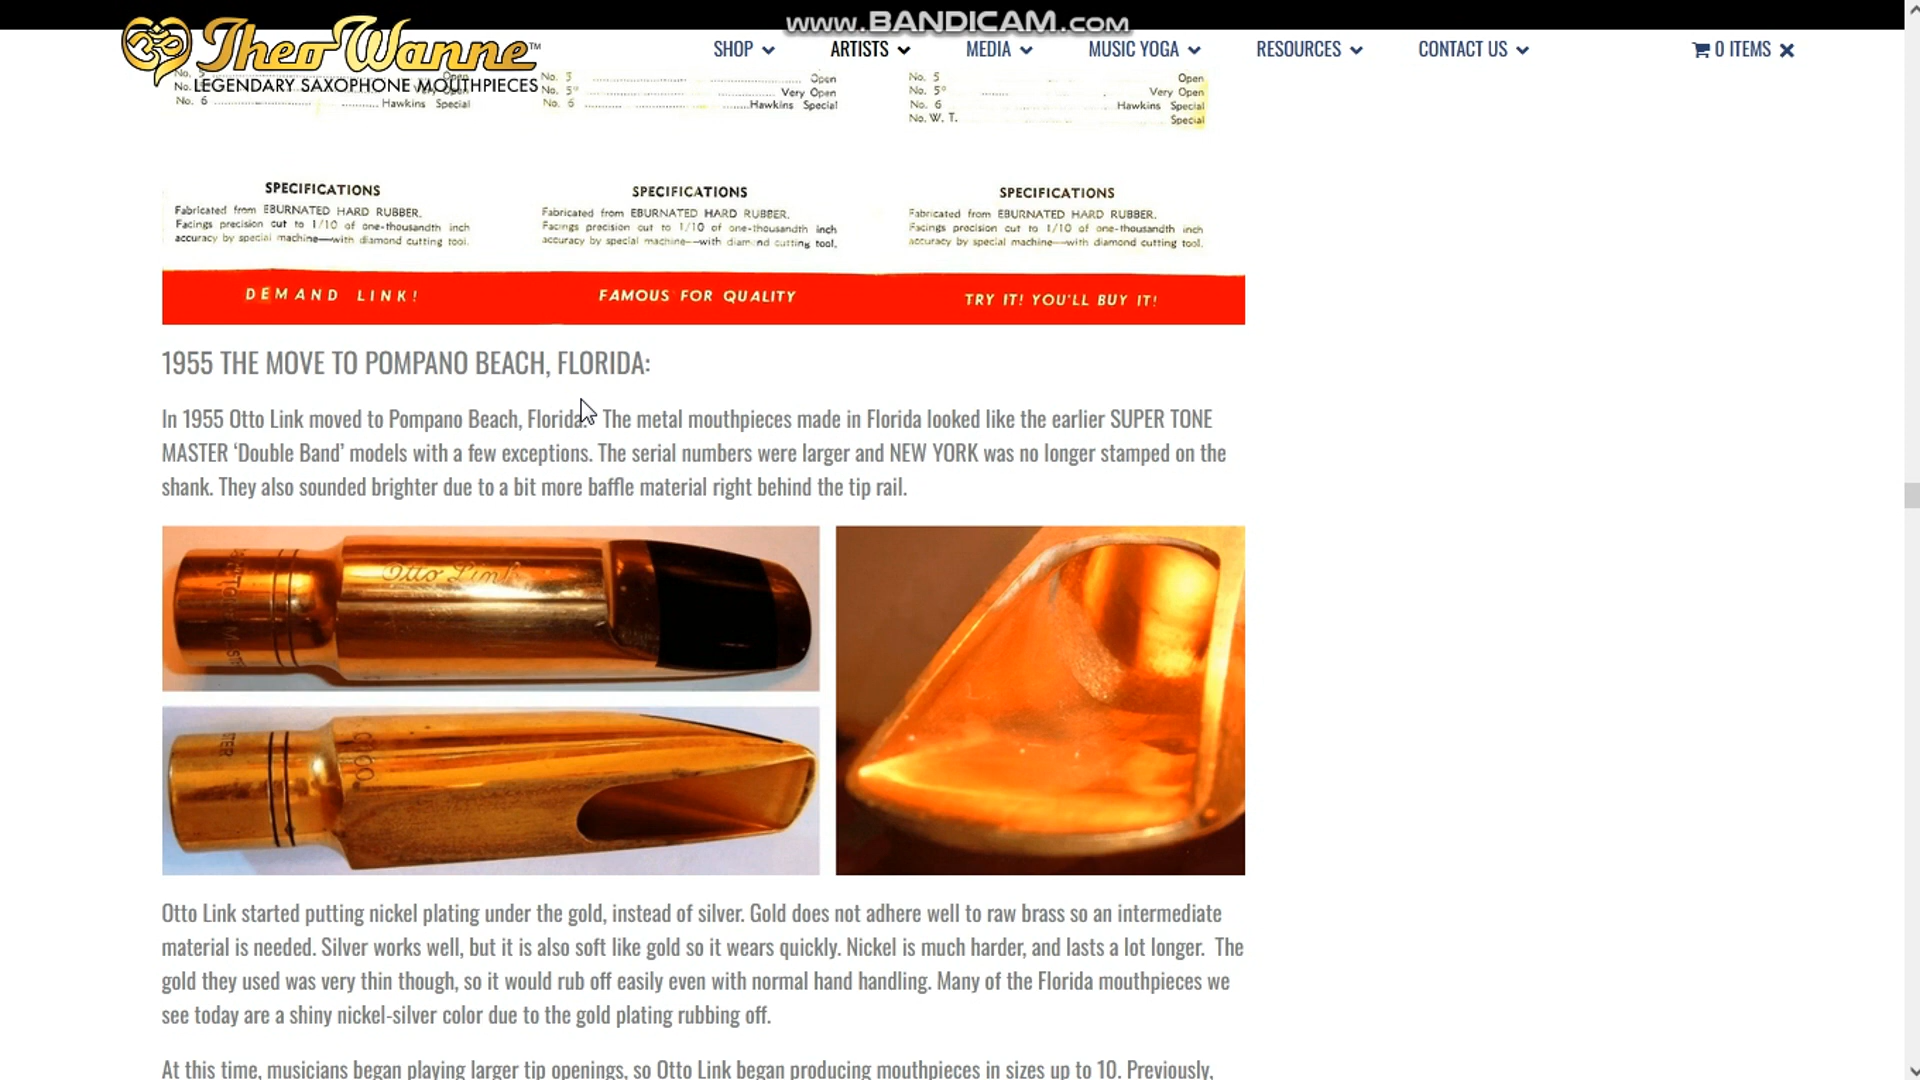 www.BANDICAM.com
Theo Wanne™
LEGENDARY SAXOPHONE MOUTHPIECES
SHOP ARTISTS MEDIA MUSIC YOGA RESOURCES CONTACT US 0 ITEMS
No. 5 Open
No. Very Open
No. 6 Hawkins Special
No. 5 Open
No. 5° Very Open
No. 6 Hawkins Special
No. 5 Open
No. 5° Very Open
No. 6 Hawkins Special
No. W. T. Special
SPECIFICATIONS
Fabricated from EBURNATED HARD RUBBER.
Facings precision cut to 1/10 of one-thousandth inch
accuracy by special machine—with diamond cutting tool.
SPECIFICATIONS
Fabricated from EBURNATED HARD RUBBER.
Facings precision cut to 1/10 of one-thousandth inch
accuracy by special machine—with diamond cutting tool.
SPECIFICATIONS
Fabricated from EBURNATED HARD RUBBER.
Facings precision cut to 1/10 of one-thousandth inch
accuracy by special machine—with diamond cutting tool.
DEMAND LINK!
FAMOUS FOR QUALITY
TRY IT! YOU'LL BUY IT!
1955 THE MOVE TO POMPANO BEACH, FLORIDA:
In 1955 Otto Link moved to Pompano Beach, Florida. The metal mouthpieces made in Florida looked like the earlier SUPER TONE
MASTER ‘Double Band’ models with a few exceptions. The serial numbers were larger and NEW YORK was no longer stamped on the
shank. They also sounded brighter due to a bit more baffle material right behind the tip rail.
Otto Link
Otto Link started putting nickel plating under the gold, instead of silver. Gold does not adhere well to raw brass so an intermediate
material is needed. Silver works well, but it is also soft like gold so it wears quickly. Nickel is much harder, and lasts a lot longer. The
gold they used was very thin though, so it would rub off easily even with normal hand handling. Many of the Florida mouthpieces we
see today are a shiny nickel-silver color due to the gold plating rubbing off.
At this time, musicians began playing larger tip openings, so Otto Link began producing mouthpieces in sizes up to 10. Previously,